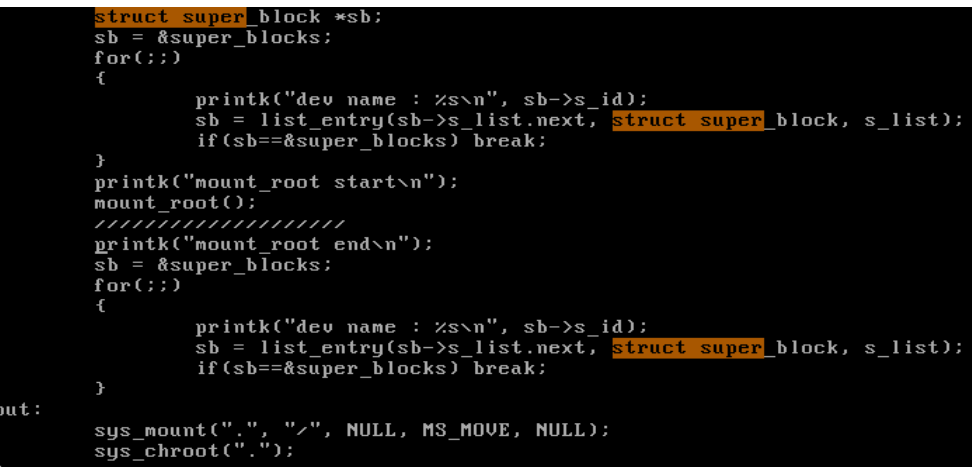 struct super_block *sb;
sb = &super_blocks;
for(;;)
{
printk("dev name : %s\n", sb->s_id);
sb = list_entry(sb->s_list.next, struct super_block, s_list);
if(sb==&super_blocks) break;
}
printk("mount_root start\n");
mount_root();
////////////////////
printk("mount_root end\n");
sb = &super_blocks;
for(;;)
{
printk("dev name : %s\n", sb->s_id);
sb = list_entry(sb->s_list.next, struct super_block, s_list);
if(sb==&super_blocks) break;
}
out:
sys_mount(".", "/", NULL, MS_MOVE, NULL);
sys_chroot(".");